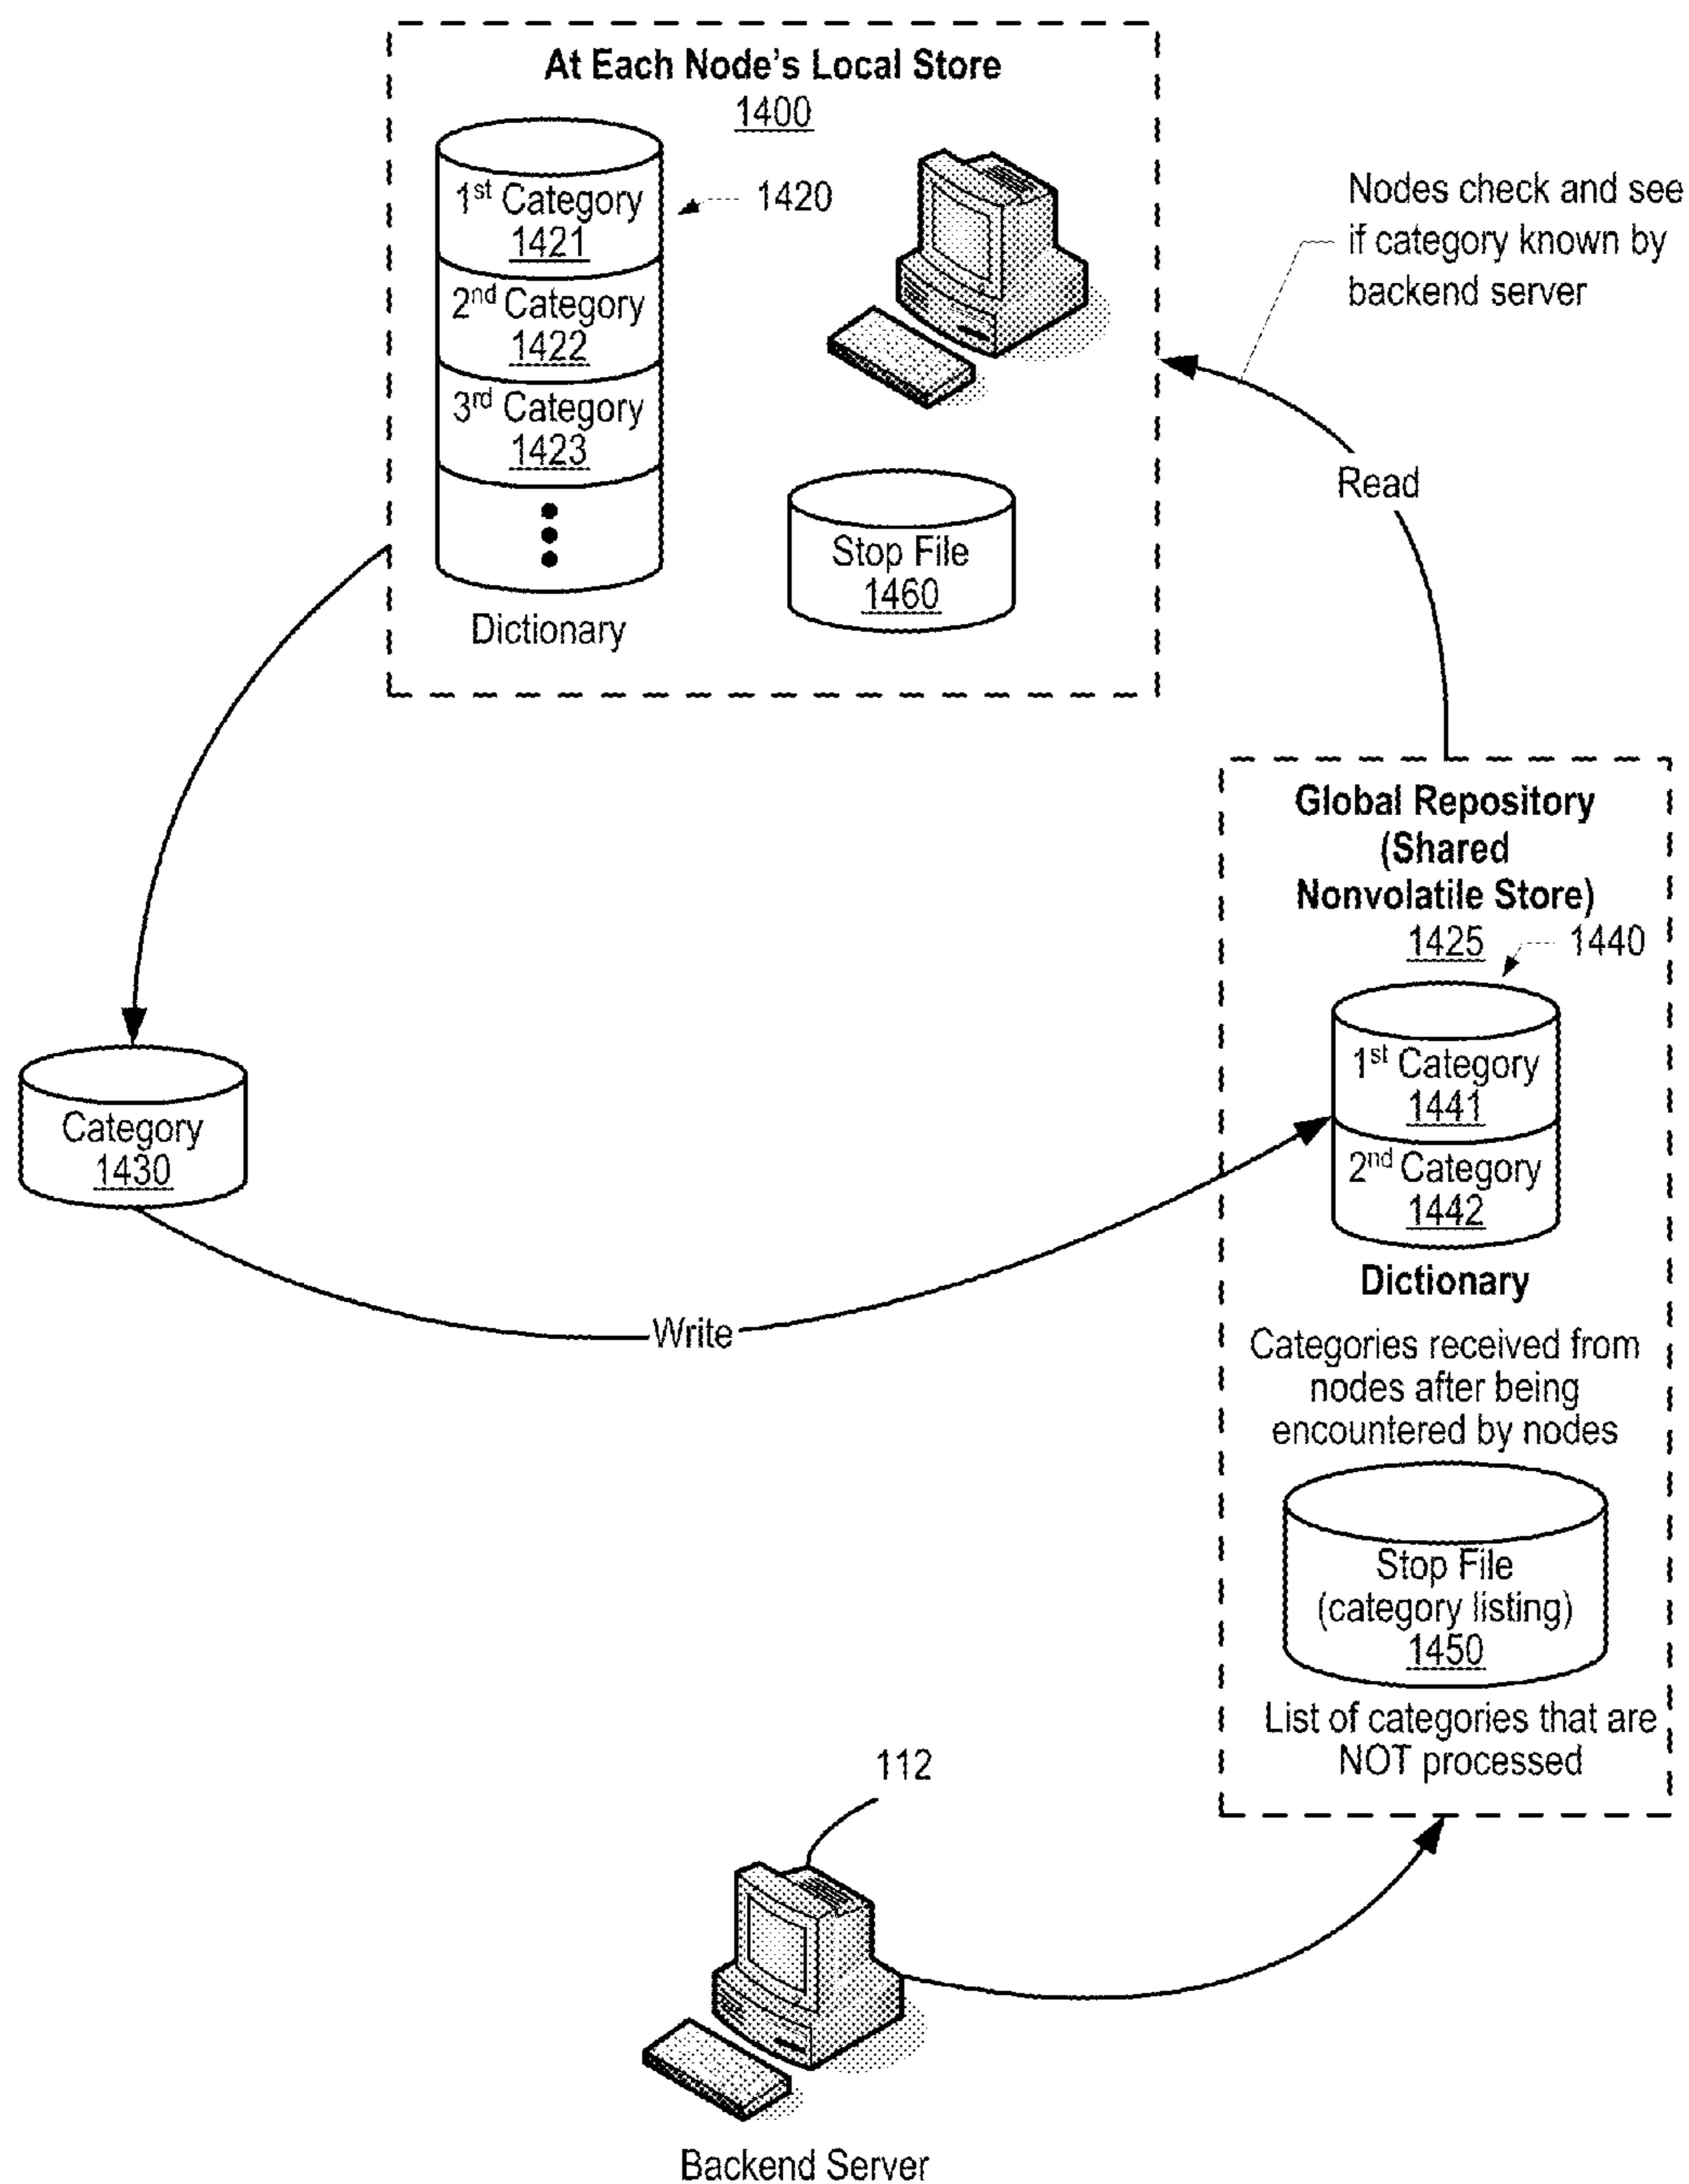 At Each Node's Local Store
1400
1st Category
1421
1420
2nd Category
1422
3rd Category
1423
Dictionary
Stop File
1460
Nodes check and see
if category known by
backend server
Read
Global Repository
(Shared
Nonvolatile Store)
1425
1440
1st Category
1441
2nd Category
1442
Dictionary
Categories received from
nodes after being
encountered by nodes
Stop File
(category listing)
1450
List of categories that are
NOT processed
Category
1430
Write
112
Backend Server